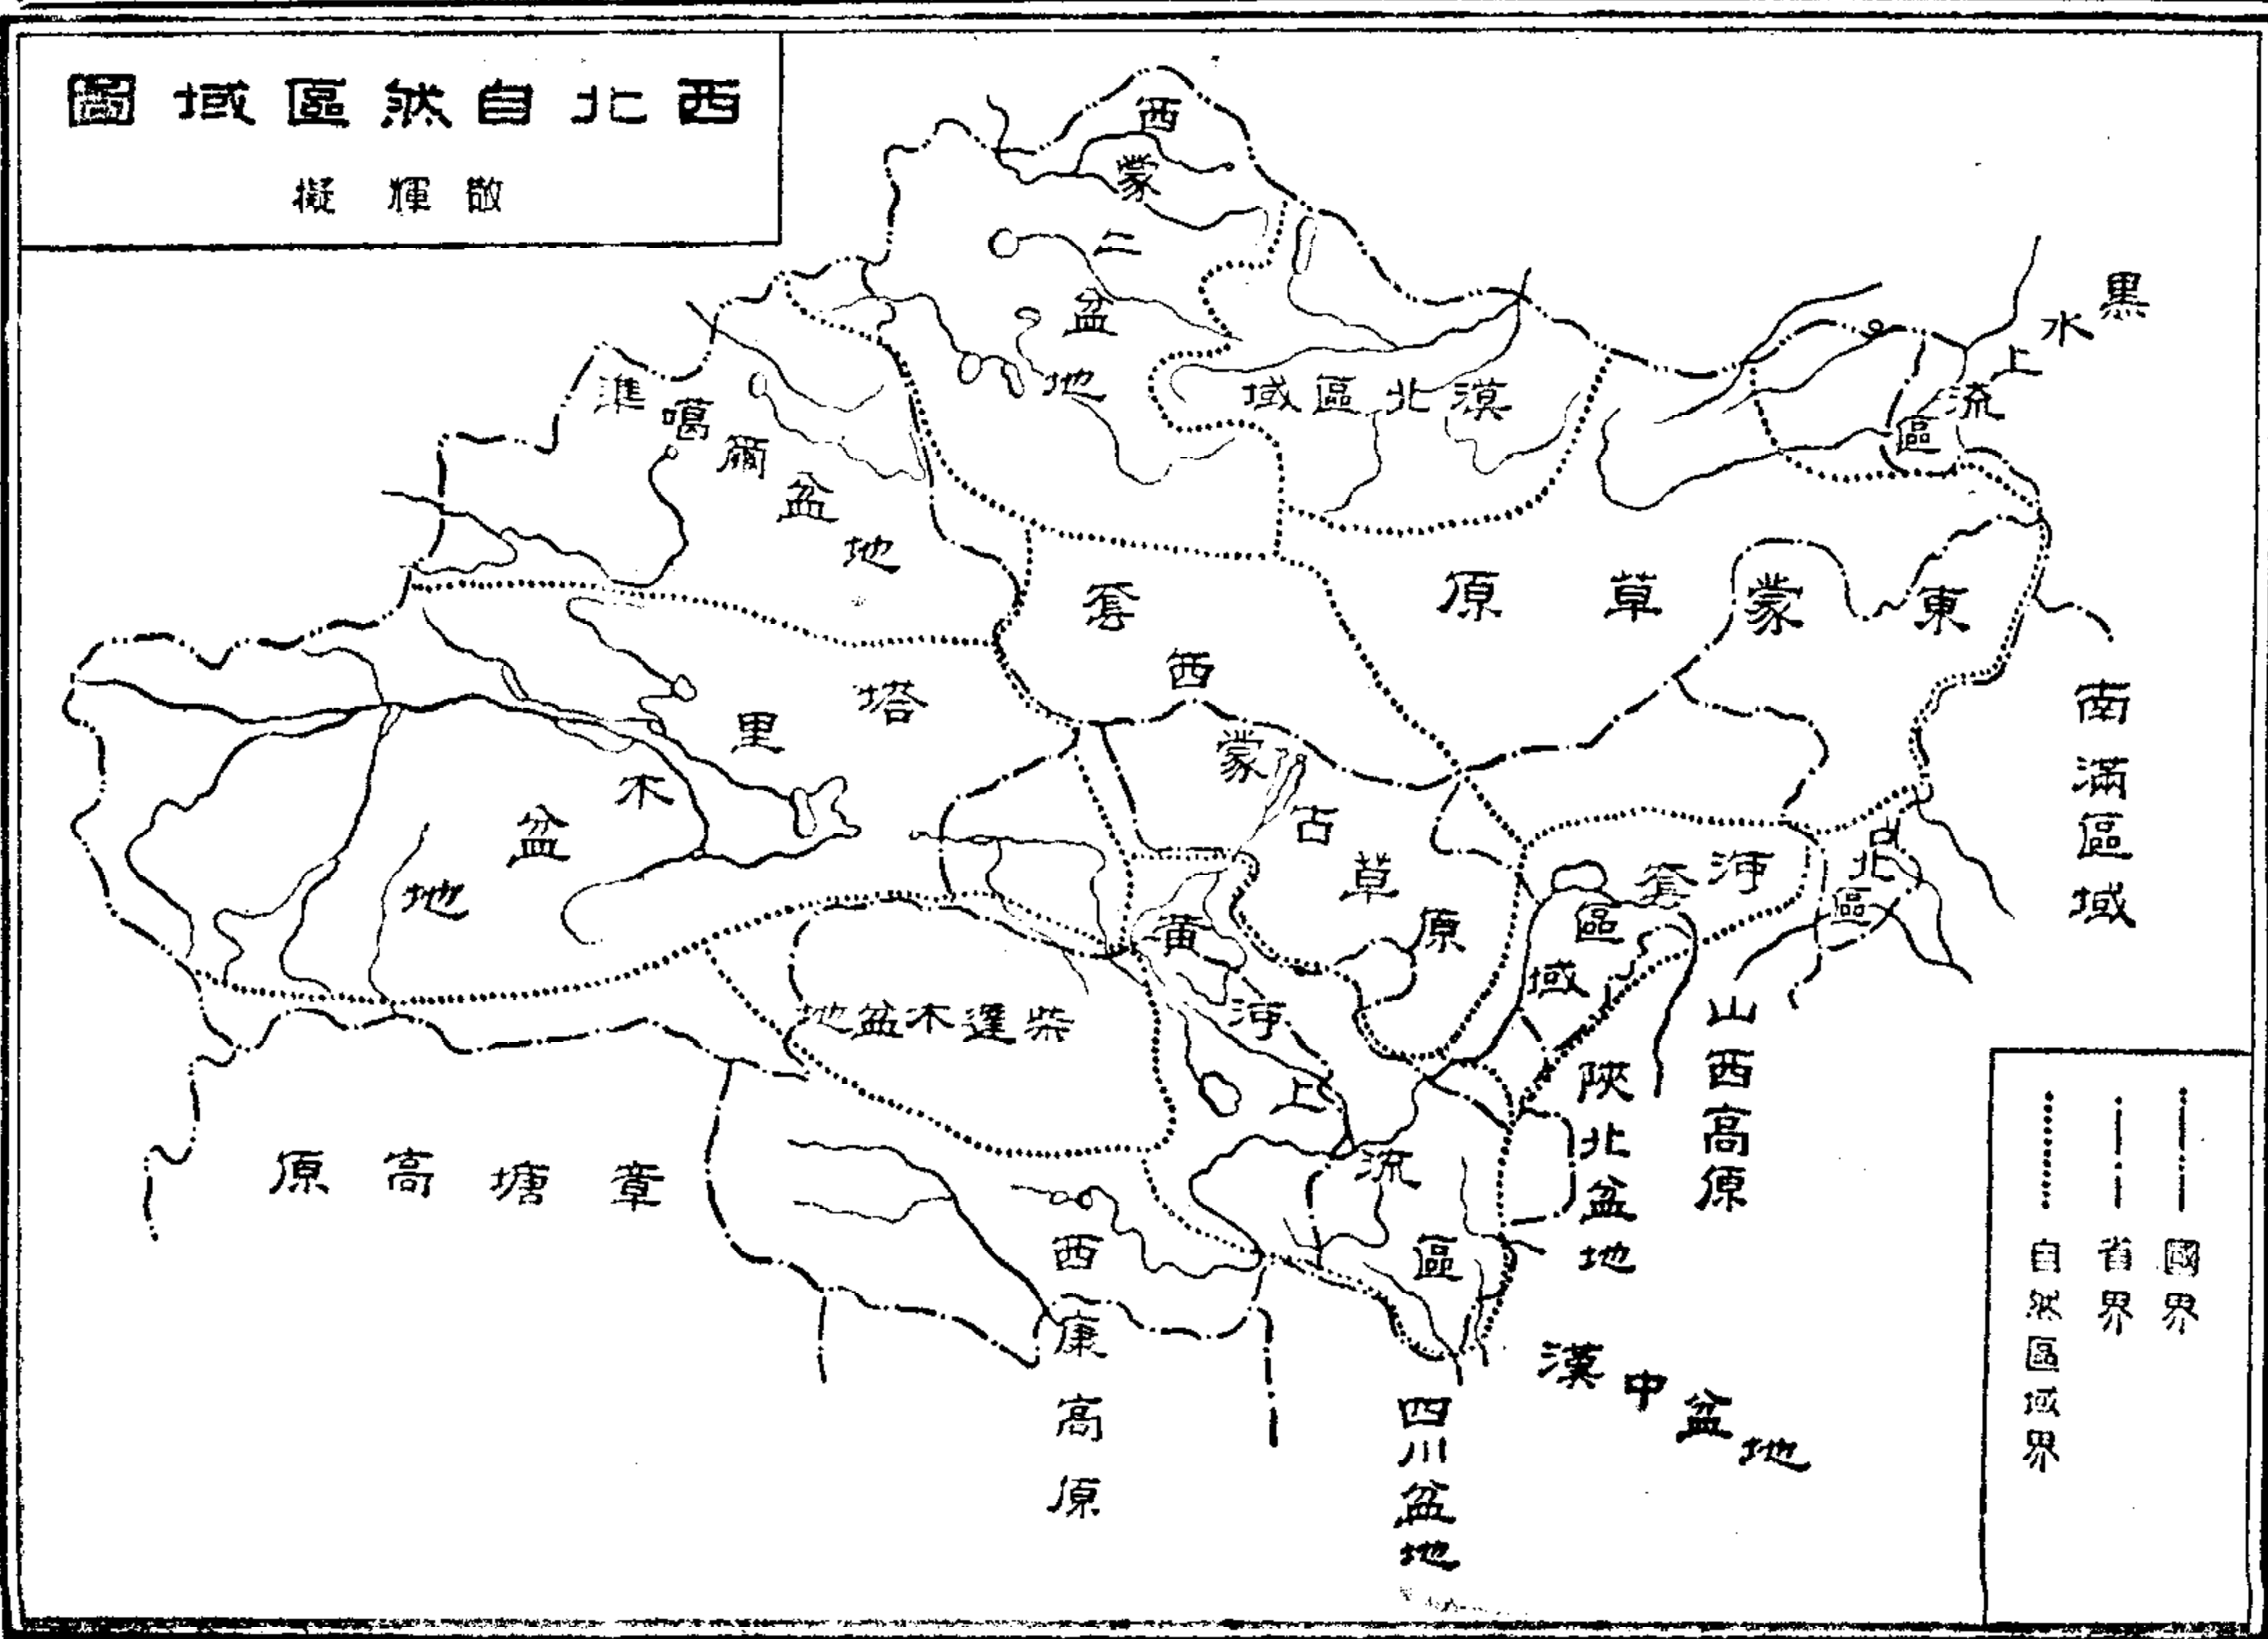 西北自然區域圖
敬輝擬
西蒙二盆地
準噶爾盆地
漠北區域
黑水上流區
東蒙草原
套西蒙古草原
塔里木盆地
南滿區域
口北區
河套區域
黃河上流區
柴達木盆地
山西高原
陝北盆地
章塘高原
西康高原
漢中盆地
四川盆地
國界
省界
自然區域界